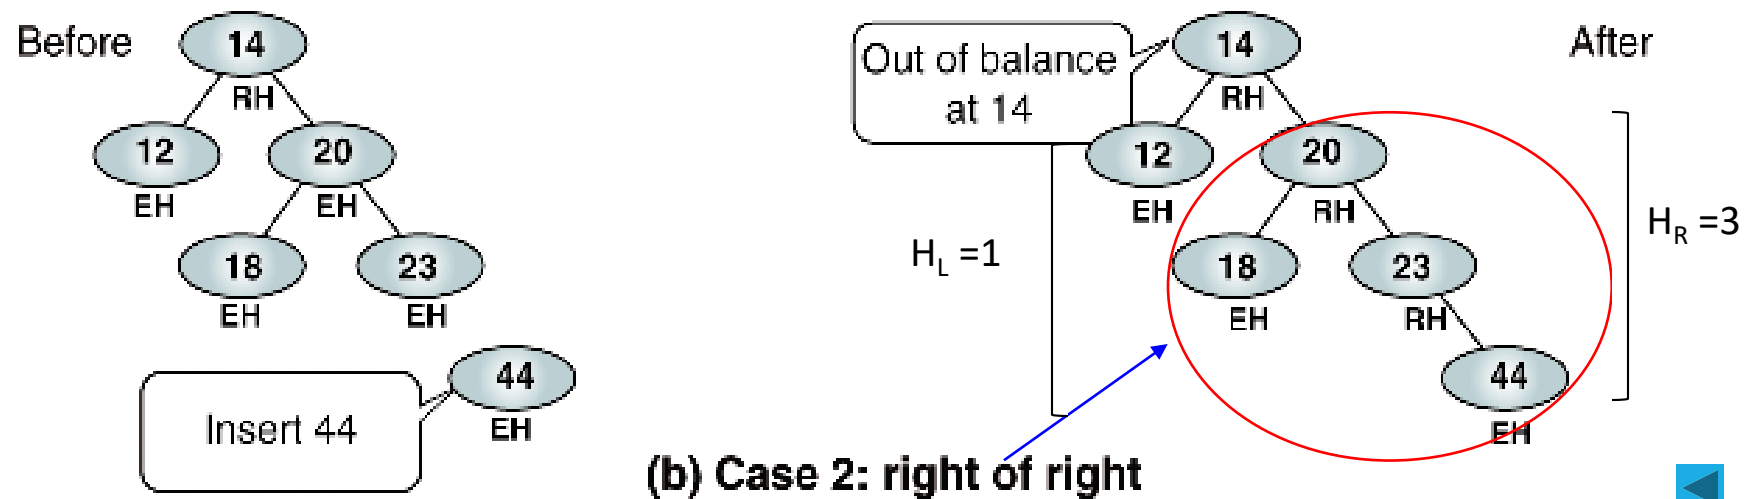 Before
14
RH
12
20
EH
EH
18
23
EH
EH
44
EH
Insert 44
Out of balance
at 14
14
After
RH
12
20
EH
RH
H_L =1
H_R =3
18
23
EH
RH
44
EH
(b) Case 2: right of right